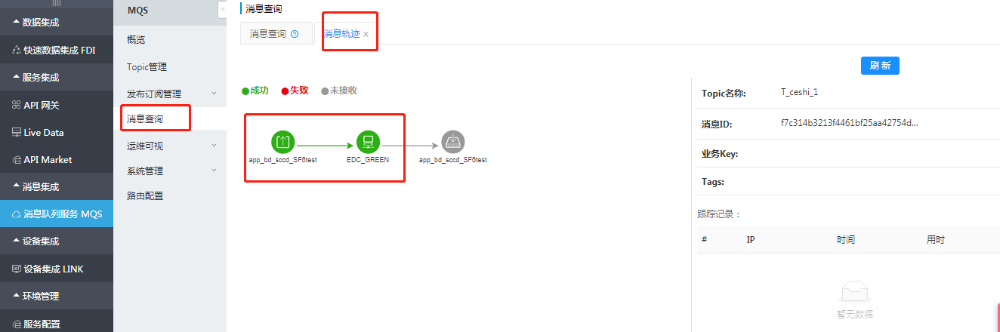 数据集成
快速数据集成 FDI
服务集成
API 网关
Live Data
API Market
消息集成
消息队列服务 MQS
设备集成
设备集成 LINK
环境管理
服务配置
MQS
概览
Topic管理
发布订阅管理
消息查询
运维可视
系统管理
路由配置
消息查询
消息查询
消息轨迹
刷 新
成功 失败 未接收
app_bd_sccd_SF6test EDC_GREEN app_bd_sccd_SF6test
Topic名称: T_ceshi_1
消息ID: f7c314b3213f4461bf25aa42754d...
业务Key:
Tags:
跟踪记录：
# IP 时间 用时
暂无数据